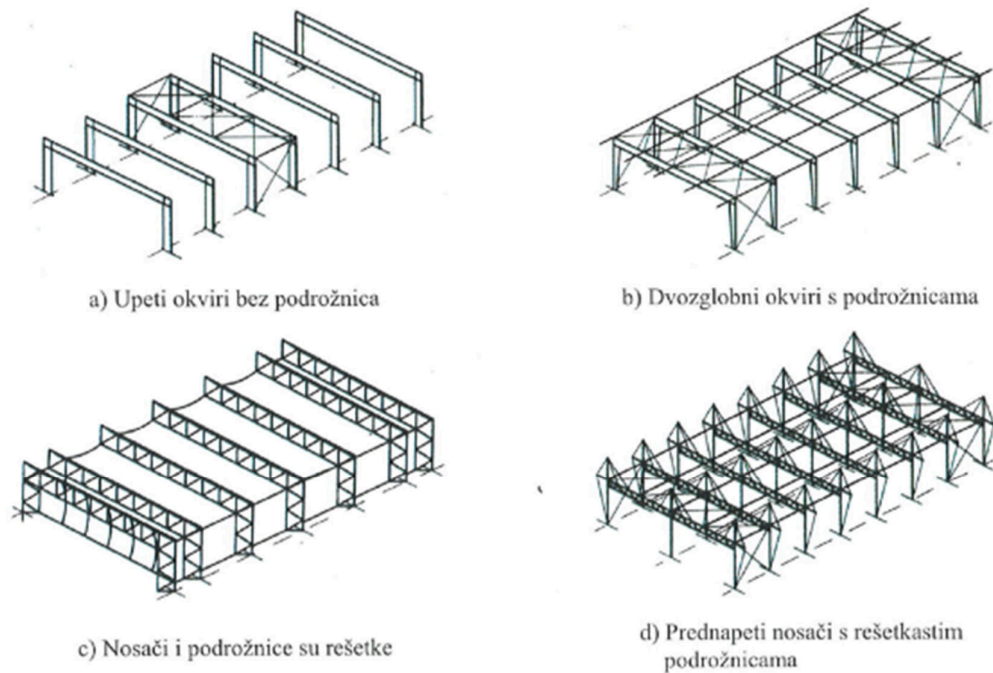 a) Upeti okviri bez podrožnica
b) Dvozglobni okviri s podrožnicama
c) Nosači i podrožnice su rešetke
d) Prednapeti nosači s rešetkastim
podrožnicama